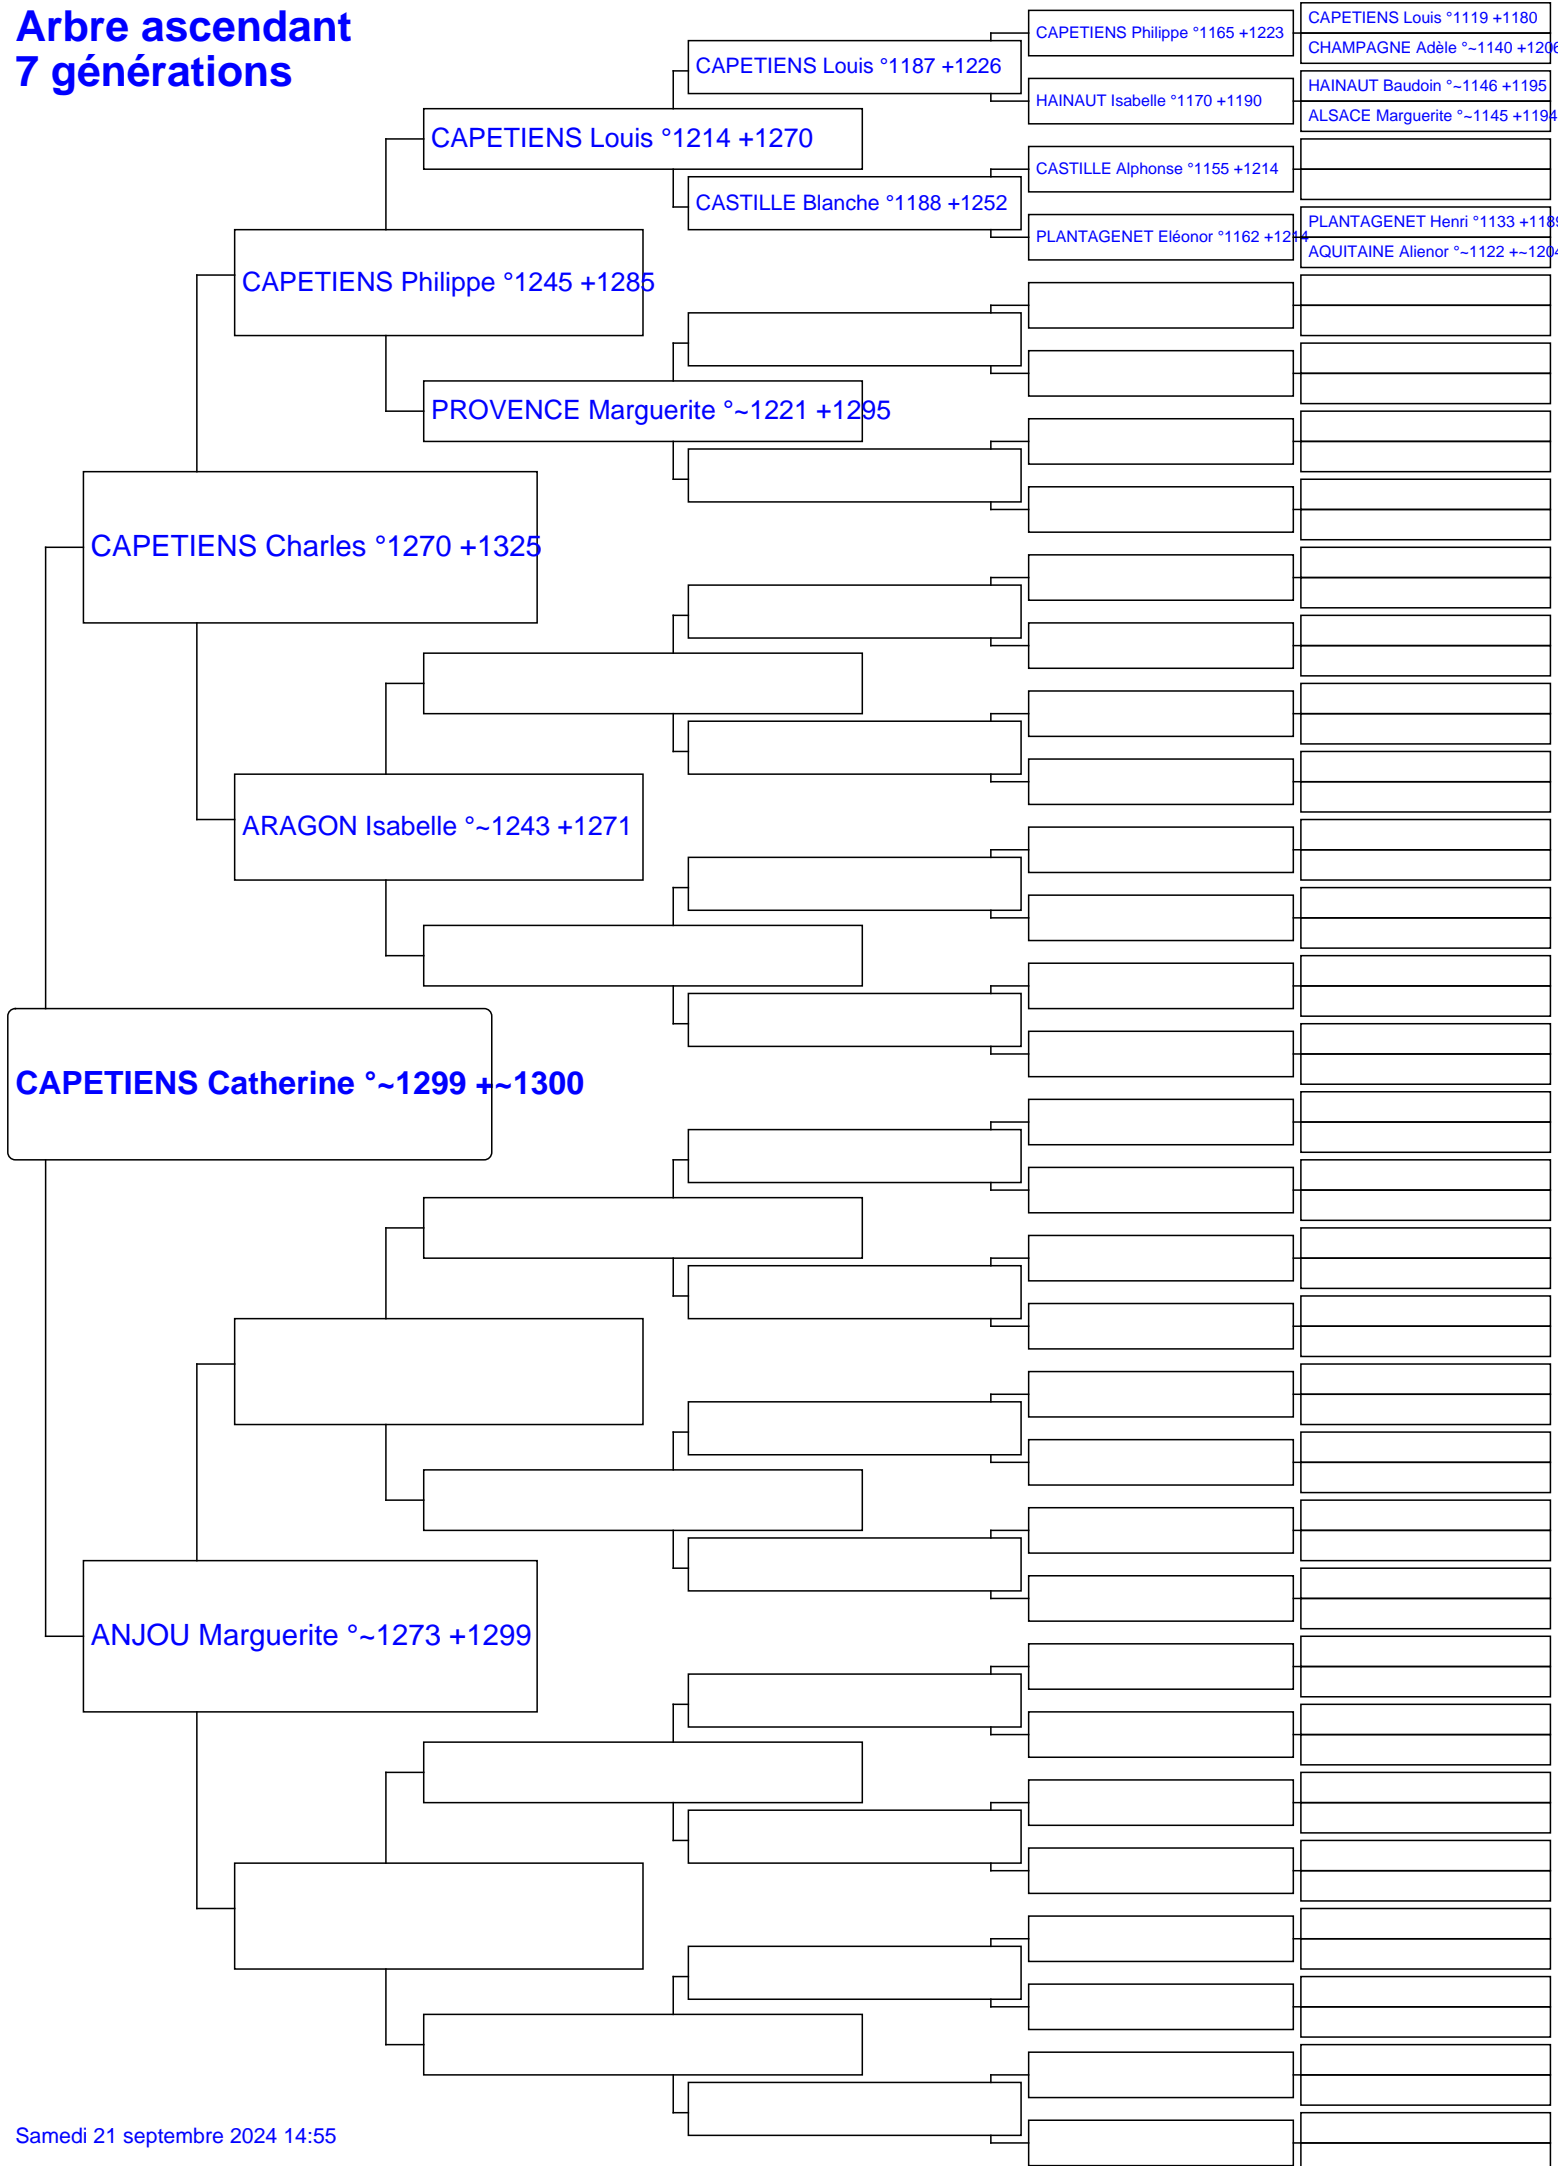 Arbre ascendant
7 générations
CAPETIENS Louis °1119 +1180
CAPETIENS Philippe °1165 +1223
CHAMPAGNE Adèle °~1140 +1206
CAPETIENS Louis °1187 +1226
HAINAUT Baudoin °~1146 +1195
HAINAUT Isabelle °1170 +1190
ALSACE Marguerite °~1145 +1194
CAPETIENS Louis °1214 +1270
CASTILLE Alphonse °1155 +1214
CASTILLE Blanche °1188 +1252
PLANTAGENET Henri °1133 +1189
PLANTAGENET Eléonor °1162 +1214
AQUITAINE Alienor °~1122 +~1204
CAPETIENS Philippe °1245 +1285
PROVENCE Marguerite °~1221 +1295
CAPETIENS Charles °1270 +1325
ARAGON Isabelle °~1243 +1271
CAPETIENS Catherine °~1299 +~1300
ANJOU Marguerite °~1273 +1299
Samedi 21 septembre 2024 14:55